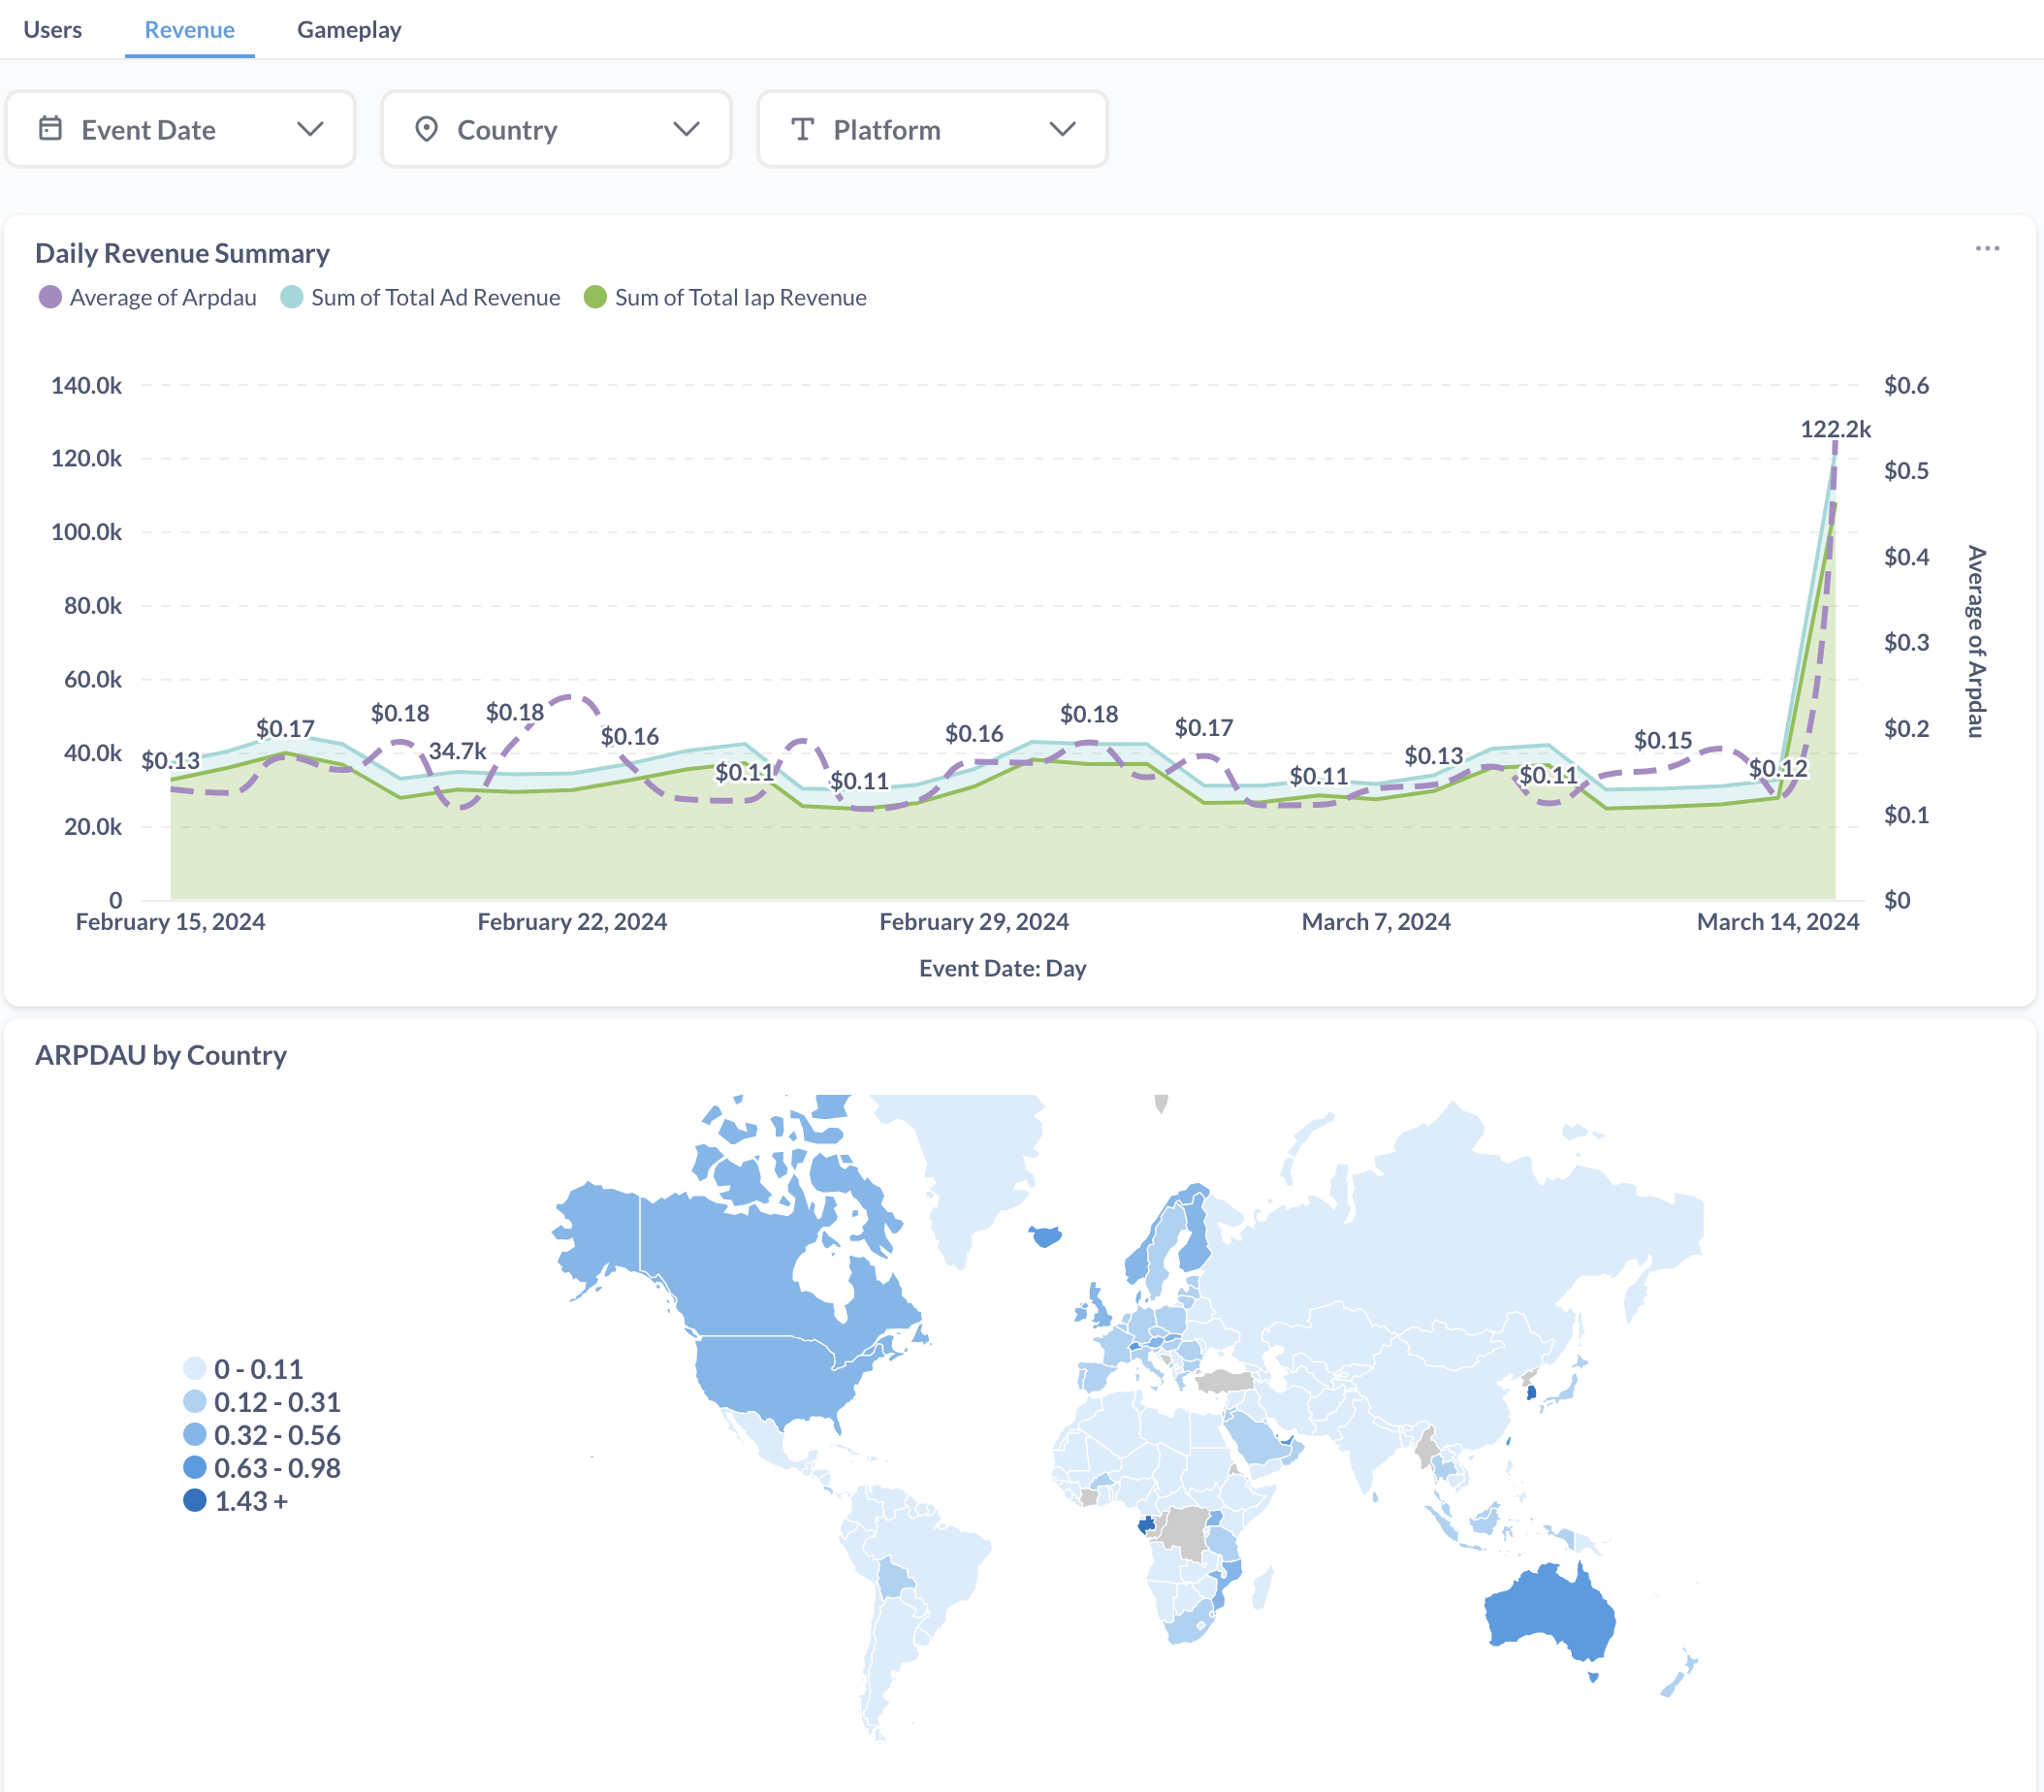 Users Revenue Gameplay
Event Date Country Platform
Daily Revenue Summary
Average of Arpdau Sum of Total Ad Revenue Sum of Total Iap Revenue
140.0k
120.0k
100.0k
80.0k
60.0k
40.0k
20.0k
0
$0.13
$0.17
$0.18
34.7k
$0.18
$0.16
$0.11
$0.11
$0.16
$0.18
$0.17
$0.11
$0.13
$0.11
$0.15
$0.12
122.2k
$0.6
$0.5
$0.4
$0.3
$0.2
$0.1
$0
Average of Arpdau
February 15, 2024 February 22, 2024 February 29, 2024 March 7, 2024 March 14, 2024
Event Date: Day
ARPDAU by Country
0 - 0.11
0.12 - 0.31
0.32 - 0.56
0.63 - 0.98
1.43 +